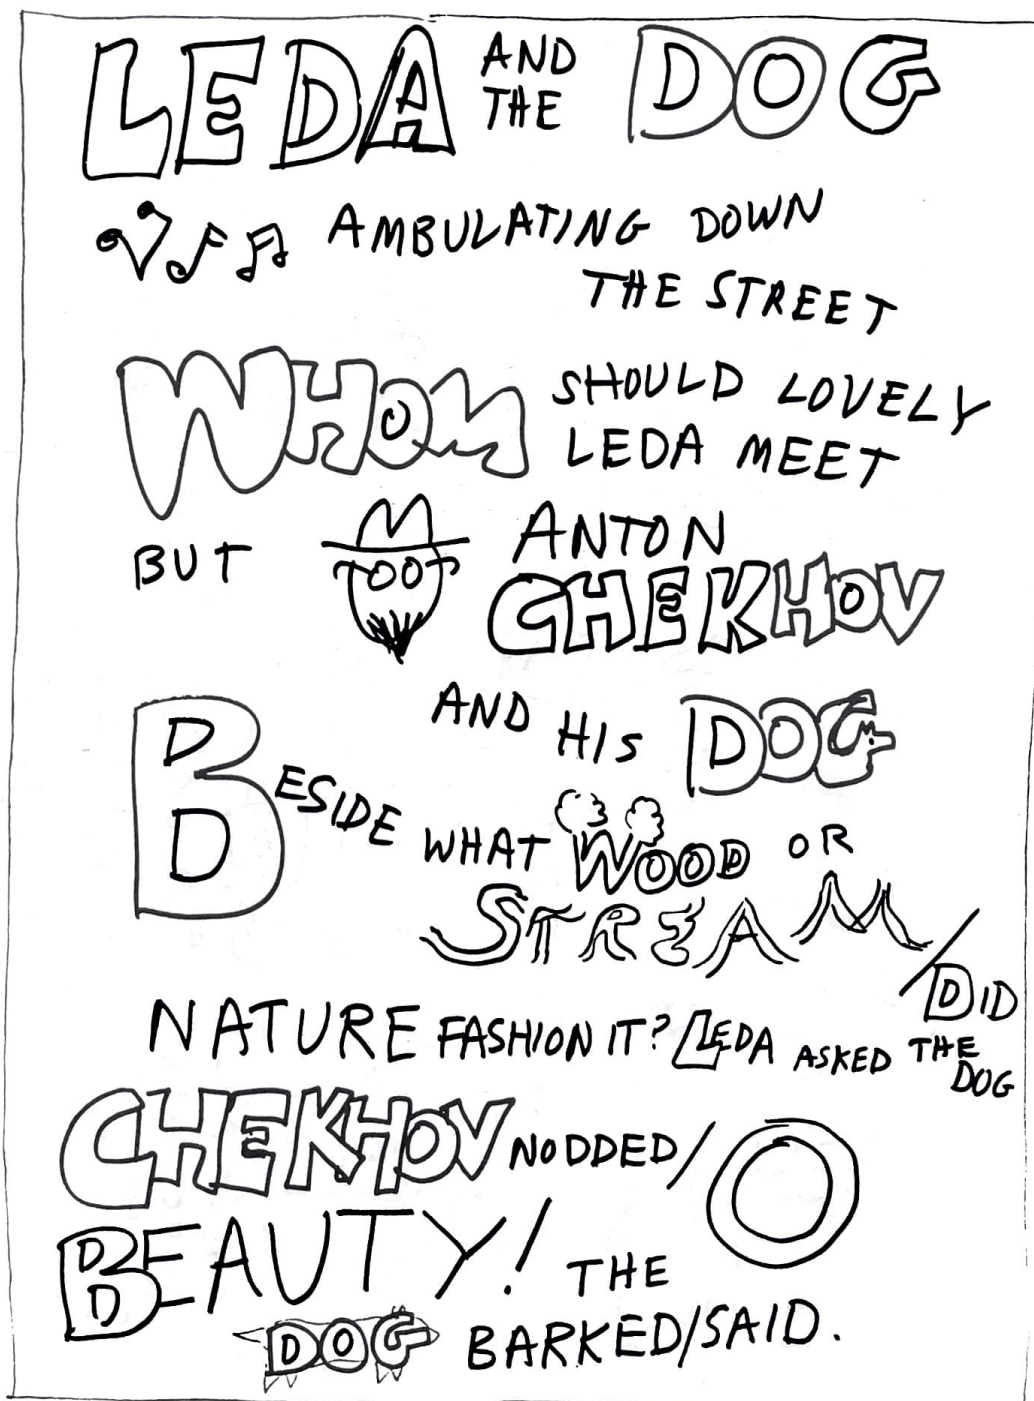 LEDA AND THE DOG
AMBULATING DOWN
THE STREET
WHOM SHOULD LOVELY
LEDA MEET
BUT ANTON
CHEKHOV
AND HIS DOG
BESIDE WHAT WOOD OR
STREAM/DID
NATURE FASHION IT? LEDA ASKED THE DOG
CHEKHOV NODDED/O
BEAUTY! THE
DOG BARKED/SAID.